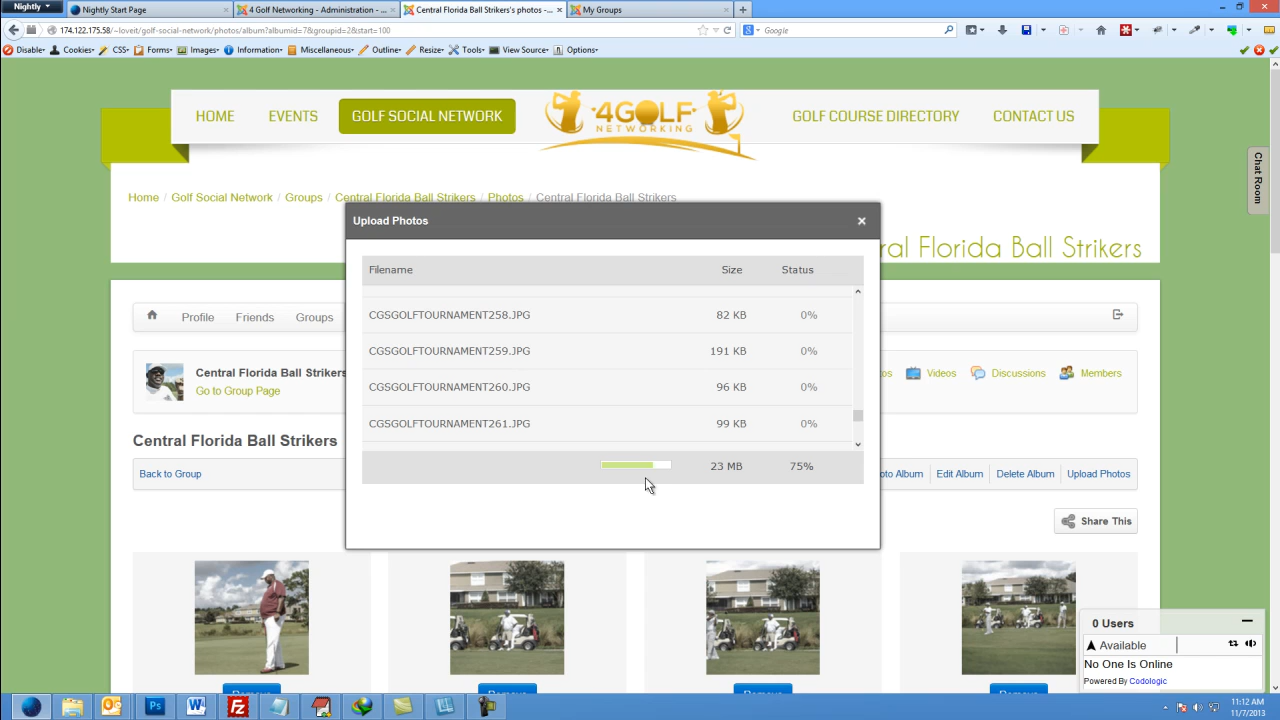 Nightly
Nightly Start Page
4 Golf Networking - Administration - ...
Central Florida Ball Strikers's photos - ...
My Groups
174.122.175.58/~loveit/golf-social-network/photos/album?albumid=7&groupid=2&start=100
Google
Disable
Cookies
CSS
Forms
Images
Information
Miscellaneous
Outline
Resize
Tools
View Source
Options
HOME
EVENTS
GOLF SOCIAL NETWORK
4GOLF
NETWORKING
GOLF COURSE DIRECTORY
CONTACT US
Chat Room
Home / Golf Social Network / Groups / Central Florida Ball Strikers / Photos / Central Florida Ball Strikers
Upload Photos
ral Florida Ball Strikers
Filename Size Status
CGSGOLFTOURNAMENT258.JPG 82 KB 0%
CGSGOLFTOURNAMENT259.JPG 191 KB 0%
CGSGOLFTOURNAMENT260.JPG 96 KB 0%
CGSGOLFTOURNAMENT261.JPG 99 KB 0%
23 MB 75%
Profile Friends Groups
Central Florida Ball Strikers
Go to Group Page
os Videos Discussions Members
Central Florida Ball Strikers
Back to Group
oto Album Edit Album Delete Album Upload Photos
Share This
Remove Remove Remove Remove
0 Users
Available
No One Is Online
Powered By Codologic
11:12 AM
11/7/2013